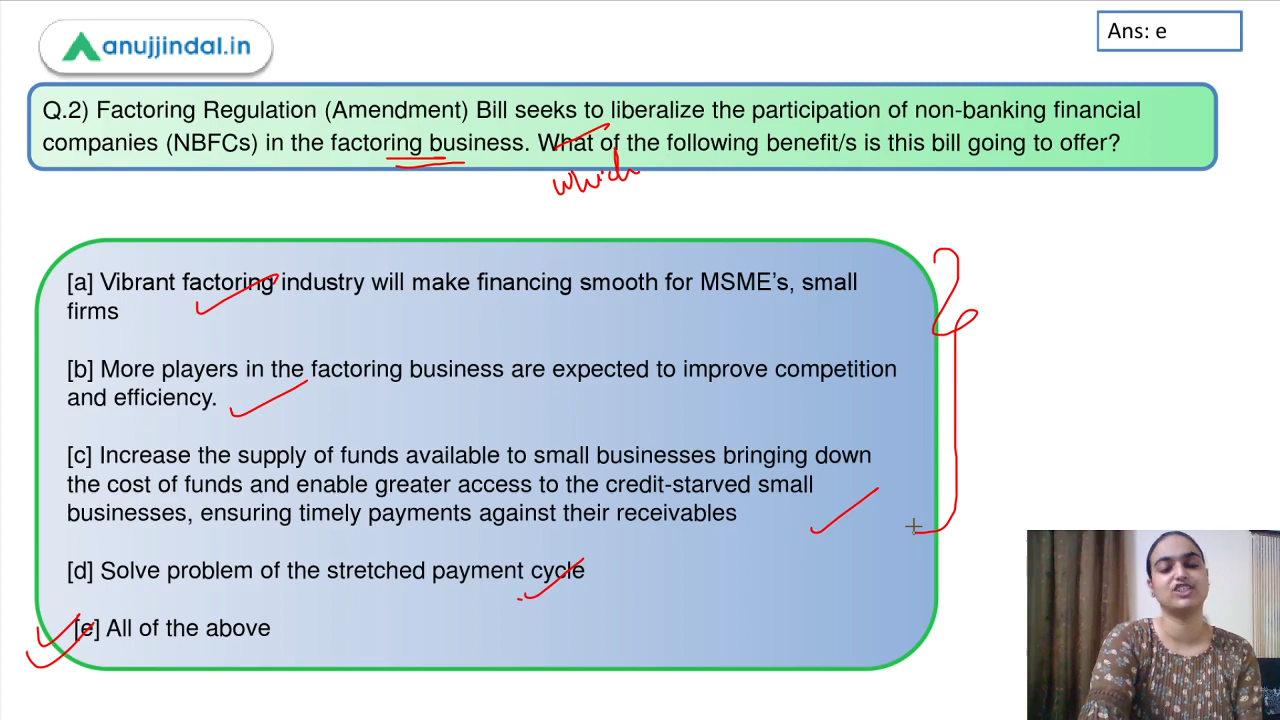 anujjindal.in
Ans: e
Q.2) Factoring Regulation (Amendment) Bill seeks to liberalize the participation of non-banking financial
companies (NBFCs) in the factoring business. What of the following benefit/s is this bill going to offer?
which
[a] Vibrant factoring industry will make financing smooth for MSME's, small
firms
[b] More players in the factoring business are expected to improve competition
and efficiency.
[c] Increase the supply of funds available to small businesses bringing down
the cost of funds and enable greater access to the credit-starved small
businesses, ensuring timely payments against their receivables
[d] Solve problem of the stretched payment cycle
[e] All of the above